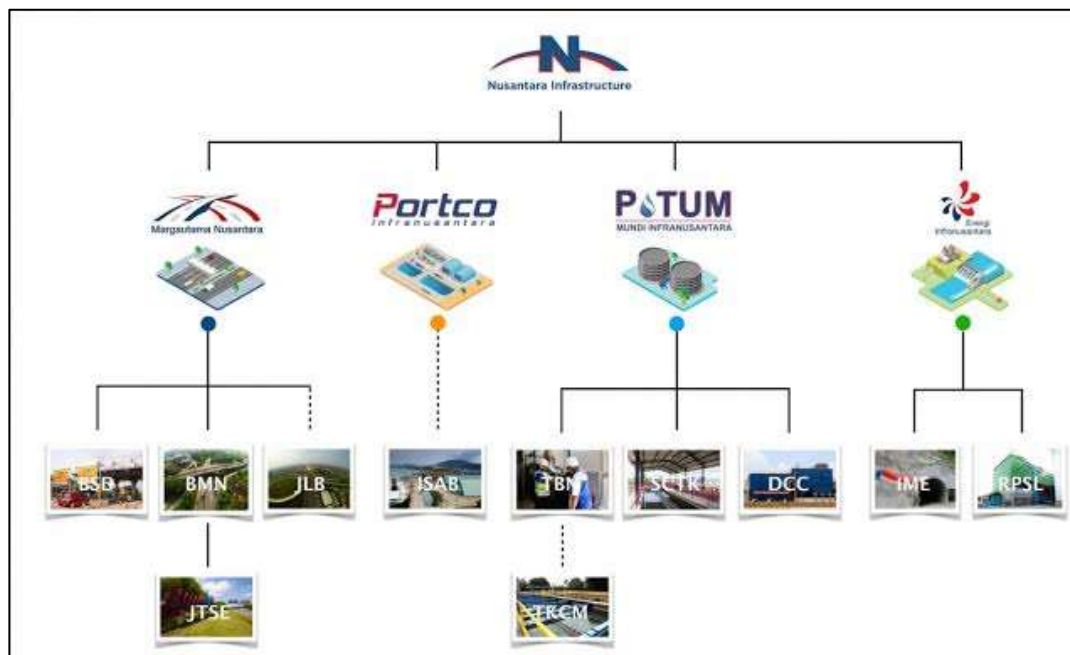 N
Nusantara Infrastructure
Margautama Nusantara
Portco
Infranusantara
POTUM
MUNDI INFRANUSANTARA
Energi
Infranusantara
BSD
BMN
JLB
ISAB
TBN
SCTK
DCC
IME
RPSL
JTSE
TKCM